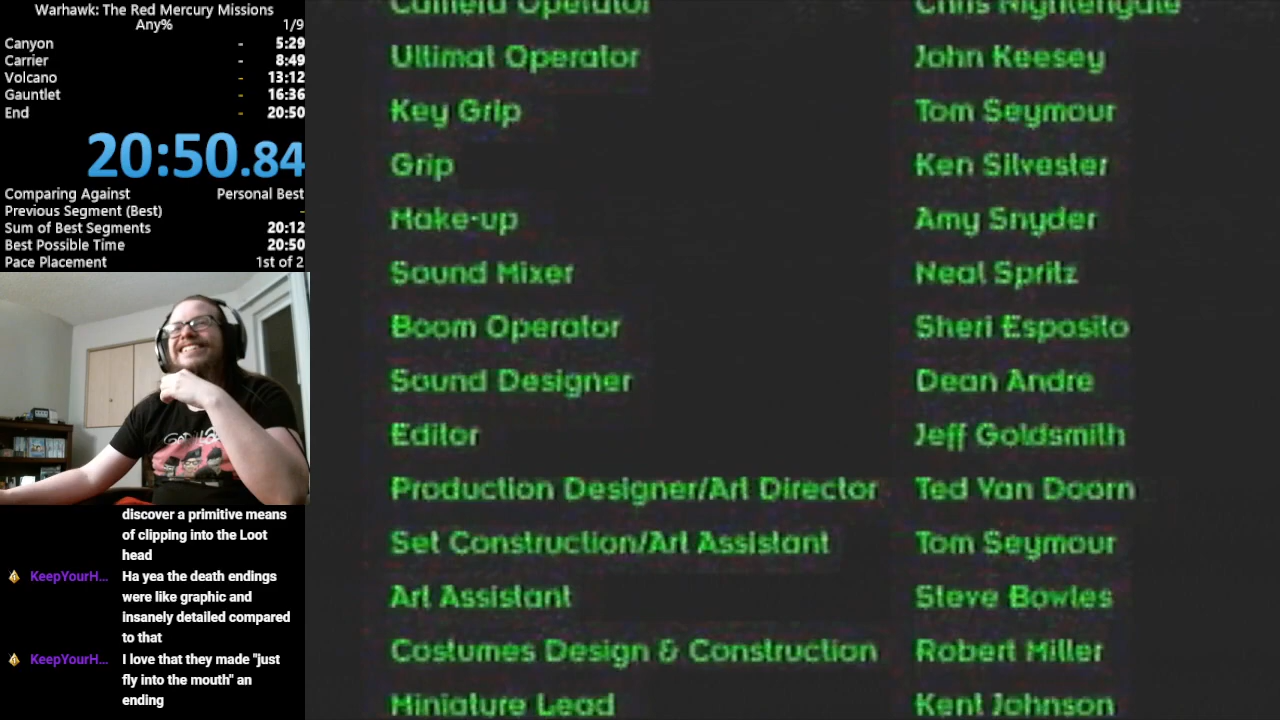 Warhawk: The Red Mercury Missions
Any% 1/9
Canyon - 5:29
Carrier - 8:49
Volcano - 13:12
Gauntlet - 16:36
End - 20:50
20:50.84
Comparing Against Personal Best
Previous Segment (Best) -
Sum of Best Segments 20:12
Best Possible Time 20:50
Pace Placement 1st of 2
discover a primitive means
of clipping into the Loot
head
KeepYourH... Ha yea the death endings
were like graphic and
insanely detailed compared
to that
KeepYourH... I love that they made "just
fly into the mouth" an
ending
Camera Operator Chris Nightengale
Ultimat Operator John Keesey
Key Grip Tom Seymour
Grip Ken Silvester
Make-up Amy Snyder
Sound Mixer Neal Spritz
Boom Operator Sheri Esposito
Sound Designer Dean Andre
Editor Jeff Goldsmith
Production Designer/Art Director Ted Van Doorn
Set Construction/Art Assistant Tom Seymour
Art Assistant Steve Bowles
Costumes Design & Construction Robert Miller
Miniature Lead Kent Johnson